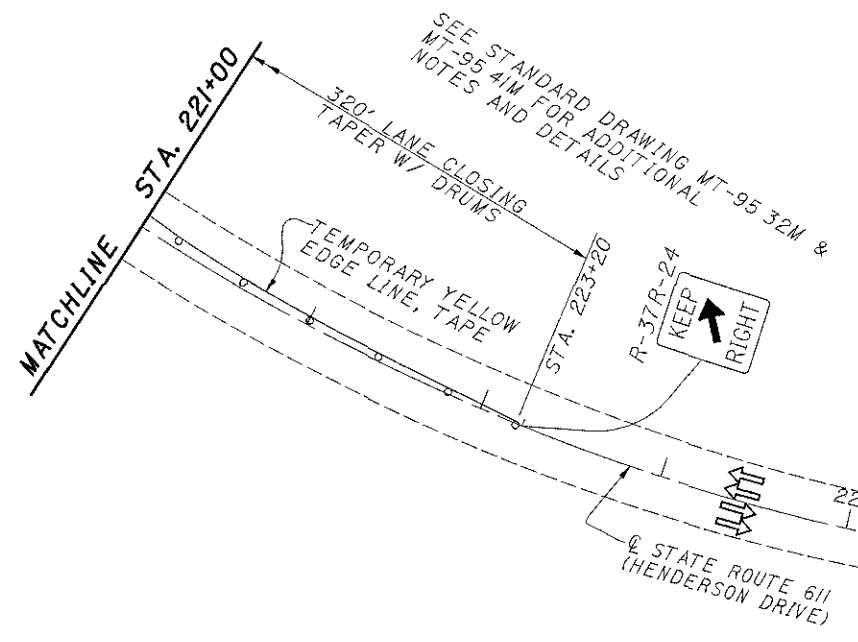 SEE STANDARD DRAWING MT-95 32M &
MT-95 41M FOR ADDITIONAL
NOTES AND DETAILS
MATCHLINE STA. 221+00
320' LANE CLOSING
TAPER W/ DRUMS
TEMPORARY YELLOW
EDGE LINE, TAPE
STA. 223+20
R-37R-24
KEEP
RIGHT
22
℄ STATE ROUTE 611
(HENDERSON DRIVE)